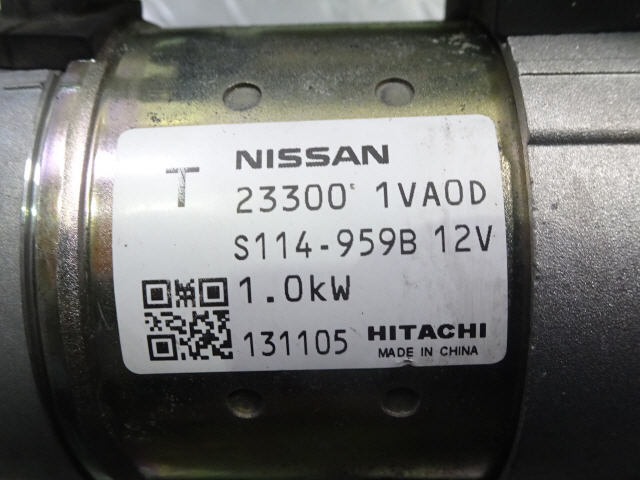 T NISSAN
23300 1VA0D
S114-959B 12V
1.0kW
131105 HITACHI
MADE IN CHINA